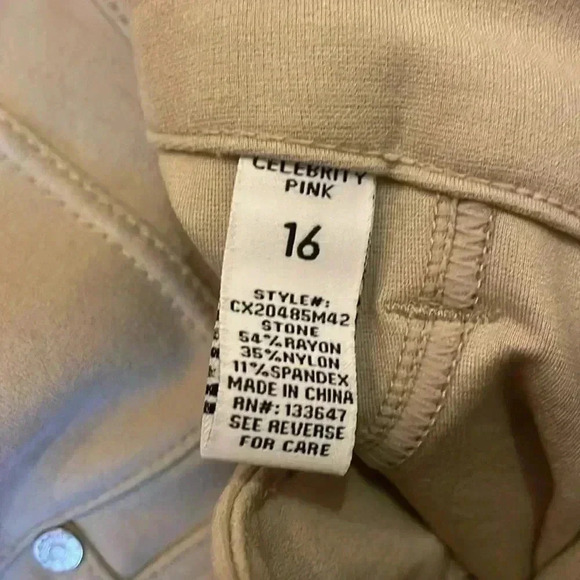 CELEBRITY
PINK
16
STYLE#:
CX20485M42
STONE
54%RAYON
35%NYLON
11%SPANDEX
MADE IN CHINA
RN#: 133647
SEE REVERSE
FOR CARE